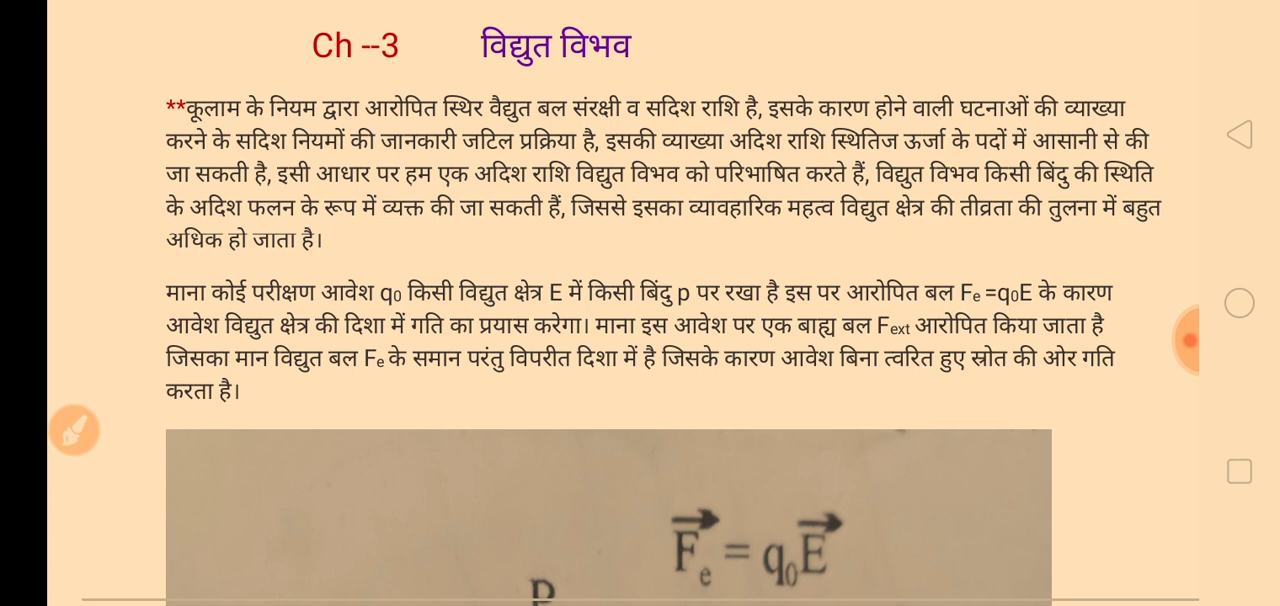 Ch --3 विद्युत विभव
**कूलाम के नियम द्वारा आरोपित स्थिर वैद्युत बल संरक्षी व सदिश राशि है, इसके कारण होने वाली घटनाओं की व्याख्या
करने के सदिश नियमों की जानकारी जटिल प्रक्रिया है, इसकी व्याख्या अदिश राशि स्थितिज ऊर्जा के पदों में आसानी से की
जा सकती है, इसी आधार पर हम एक अदिश राशि विद्युत विभव को परिभाषित करते हैं, विद्युत विभव किसी बिंदु की स्थिति
के अदिश फलन के रूप में व्यक्त की जा सकती हैं, जिससे इसका व्यावहारिक महत्व विद्युत क्षेत्र की तीव्रता की तुलना में बहुत
अधिक हो जाता है।
माना कोई परीक्षण आवेश q₀ किसी विद्युत क्षेत्र E में किसी बिंदु p पर रखा है इस पर आरोपित बल Fₑ =q₀E के कारण
आवेश विद्युत क्षेत्र की दिशा में गति का प्रयास करेगा। माना इस आवेश पर एक बाह्य बल Fext आरोपित किया जाता है
जिसका मान विद्युत बल Fₑ के समान परंतु विपरीत दिशा में है जिसके कारण आवेश बिना त्वरित हुए स्रोत की ओर गति
करता है।
F⃗ₑ = q₀E⃗
P